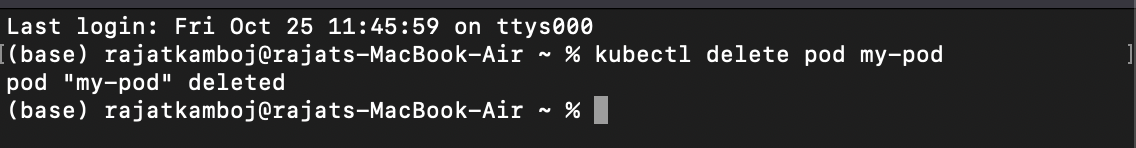 Last login: Fri Oct 25 11:45:59 on ttys000
[(base) rajatkamboj@rajats-MacBook-Air ~ % kubectl delete pod my-pod ]
pod "my-pod" deleted
(base) rajatkamboj@rajats-MacBook-Air ~ %